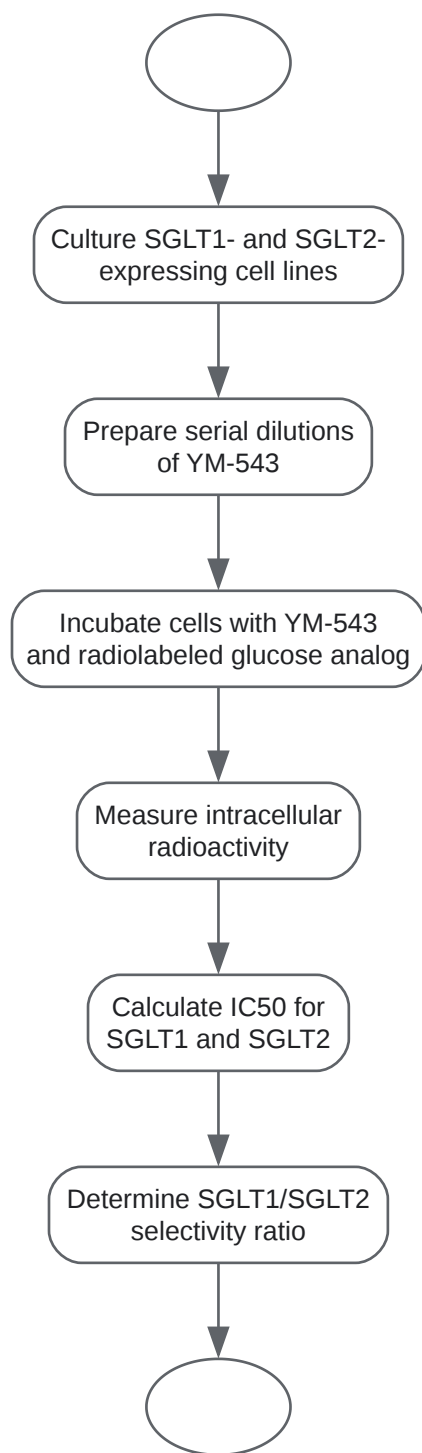 Culture SGLT1- and SGLT2-
expressing cell lines
Prepare serial dilutions
of YM-543
Incubate cells with YM-543
and radiolabeled glucose analog
Measure intracellular
radioactivity
Calculate IC50 for
SGLT1 and SGLT2
Determine SGLT1/SGLT2
selectivity ratio